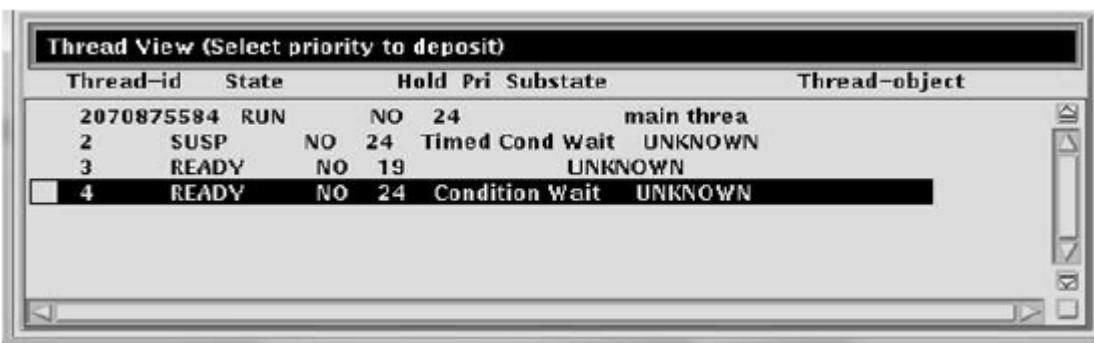 Thread View (Select priority to deposit)
Thread-id State Hold Pri Substate Thread-object
2070875584 RUN NO 24 main threa
2 SUSP NO 24 Timed Cond Wait UNKNOWN
3 READY NO 19 UNKNOWN
4 READY NO 24 Condition Wait UNKNOWN